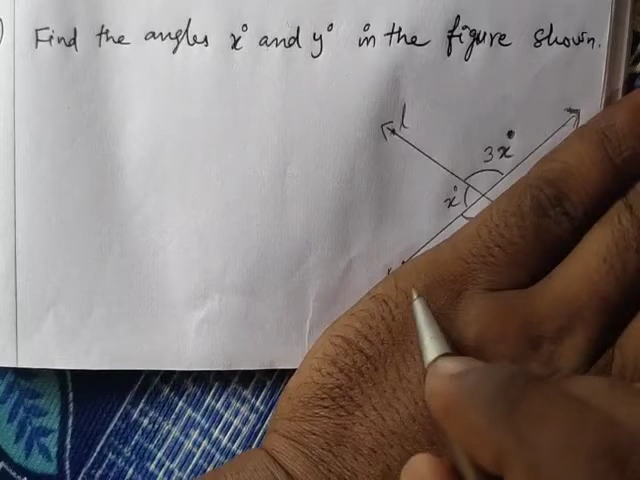 ) Find the angles x° and y° in the figure shown.
l
3x°
x°